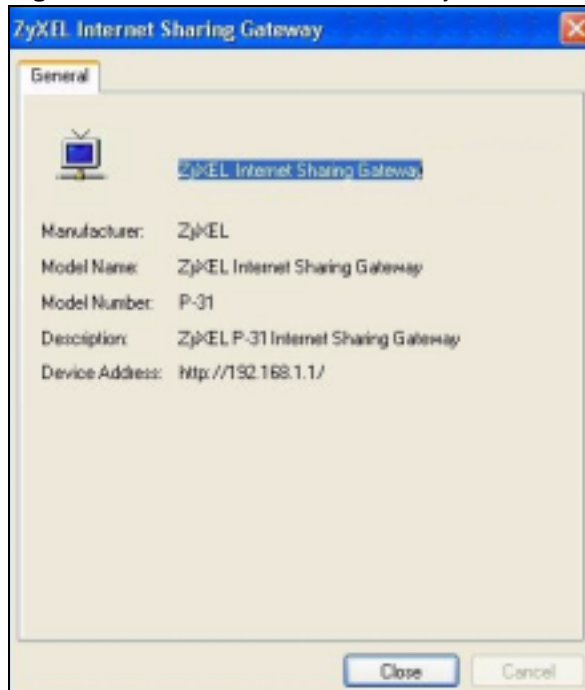 ZyXEL Internet Sharing Gateway
General
ZyXEL Internet Sharing Gateway
Manufacturer: ZyXEL
Model Name: ZyXEL Internet Sharing Gateway
Model Number: P-31
Description: ZyXEL P-31 Internet Sharing Gateway
Device Address: http://192.168.1.1/
Close Cancel